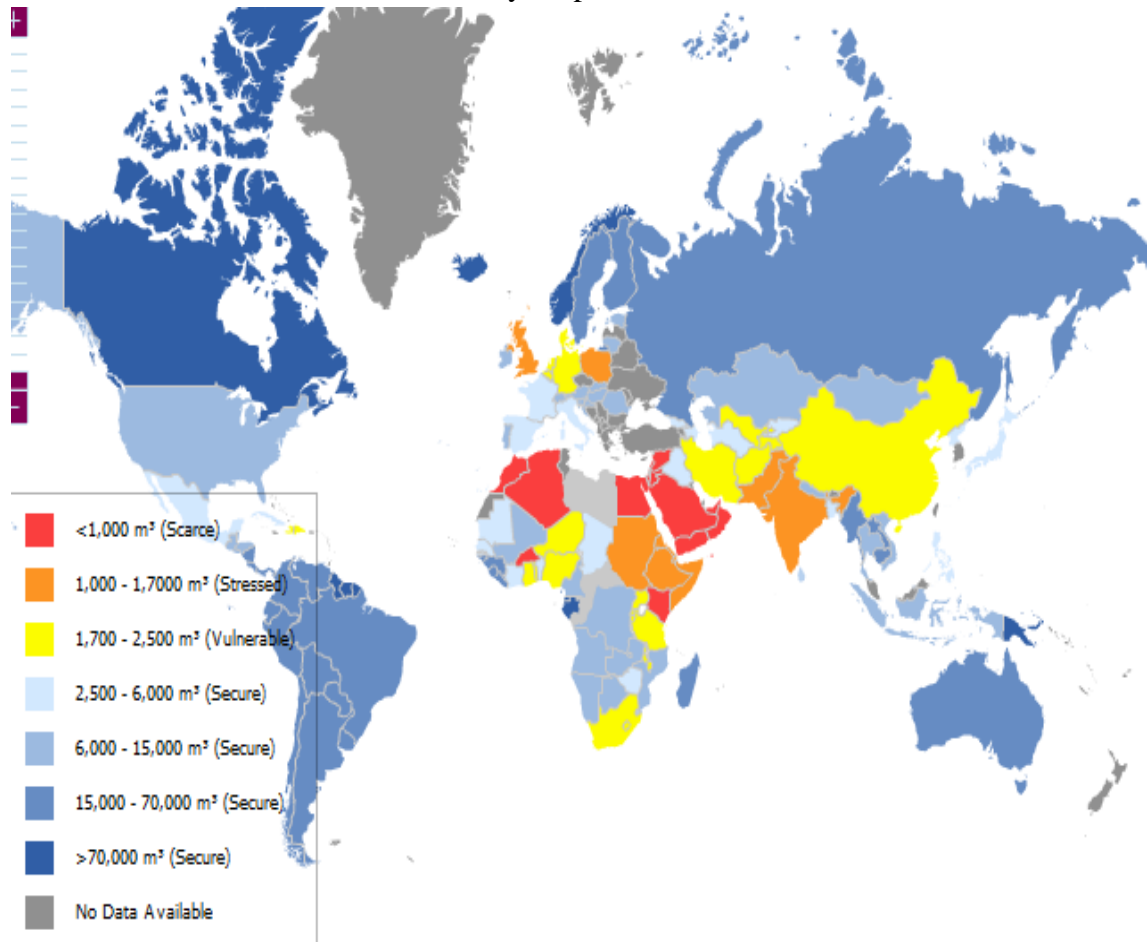 <1,000 m³ (Scarce)
1,000 - 1,7000 m³ (Stressed)
1,700 - 2,500 m³ (Vulnerable)
2,500 - 6,000 m³ (Secure)
6,000 - 15,000 m³ (Secure)
15,000 - 70,000 m³ (Secure)
>70,000 m³ (Secure)
No Data Available